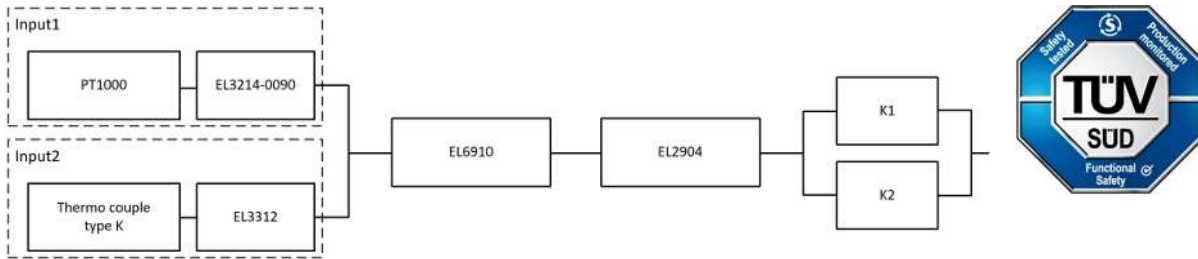 Input1
PT1000
EL3214-0090
Input2
Thermo couple
type K
EL3312
EL6910
EL2904
K1
K2
Safety
tested
S
Production
monitored
TÜV
SÜD
Functional
Safety